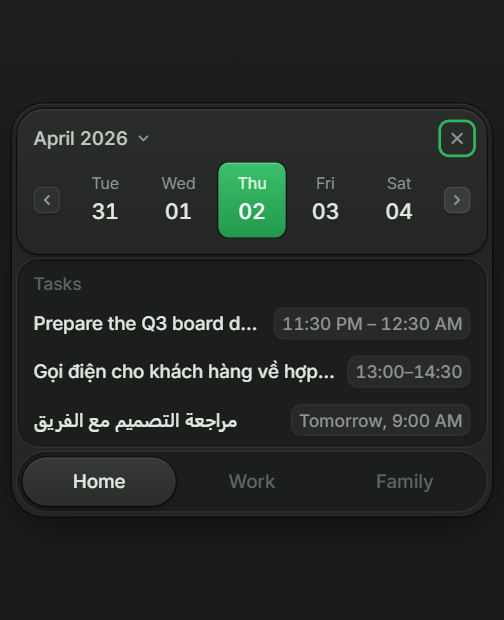 April 2026
Tue Wed Thu Fri Sat
31 01 02 03 04
Tasks
Prepare the Q3 board d... 11:30 PM – 12:30 AM
Gọi điện cho khách hàng về hợp... 13:00–14:30
مراجعة التصميم مع الفريق Tomorrow, 9:00 AM
Home Work Family